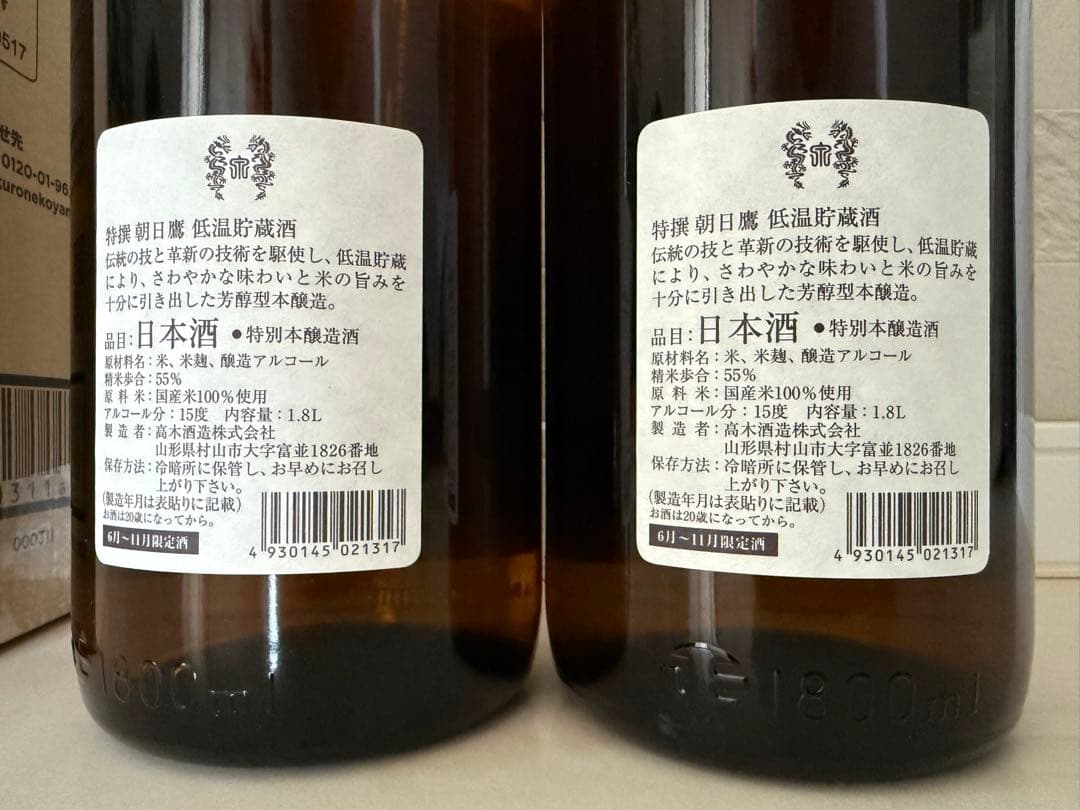 517
せ先
0120-01-96
kuronekoyam
特撰 朝日鷹 低温貯蔵酒
伝統の技と革新の技術を駆使し、低温貯蔵
により、さわやかな味わいと米の旨みを
十分に引き出した芳醇型本醸造。
品目:日本酒 ●特別本醸造酒
原材料名:米、米麹、醸造アルコール
精米歩合:55%
原料米:国産米100%使用
アルコール分:15度 内容量:1.8L
製造者:高木酒造株式会社
山形県村山市大字富並1826番地
保存方法:冷暗所に保管し、お早めにお召し
上がり下さい。
(製造年月は表貼りに記載)
お酒は20歳になってから。
6月〜11月限定酒
4 930145 021317
1800ml
特撰 朝日鷹 低温貯蔵酒
伝統の技と革新の技術を駆使し、低温貯蔵
により、さわやかな味わいと米の旨みを
十分に引き出した芳醇型本醸造。
品目:日本酒 ●特別本醸造酒
原材料名:米、米麹、醸造アルコール
精米歩合:55%
原料米:国産米100%使用
アルコール分:15度 内容量:1.8L
製造者:高木酒造株式会社
山形県村山市大字富並1826番地
保存方法:冷暗所に保管し、お早めにお召し
上がり下さい。
(製造年月は表貼りに記載)
お酒は20歳になってから。
6月〜11月限定酒
4 930145 021317
1800ml